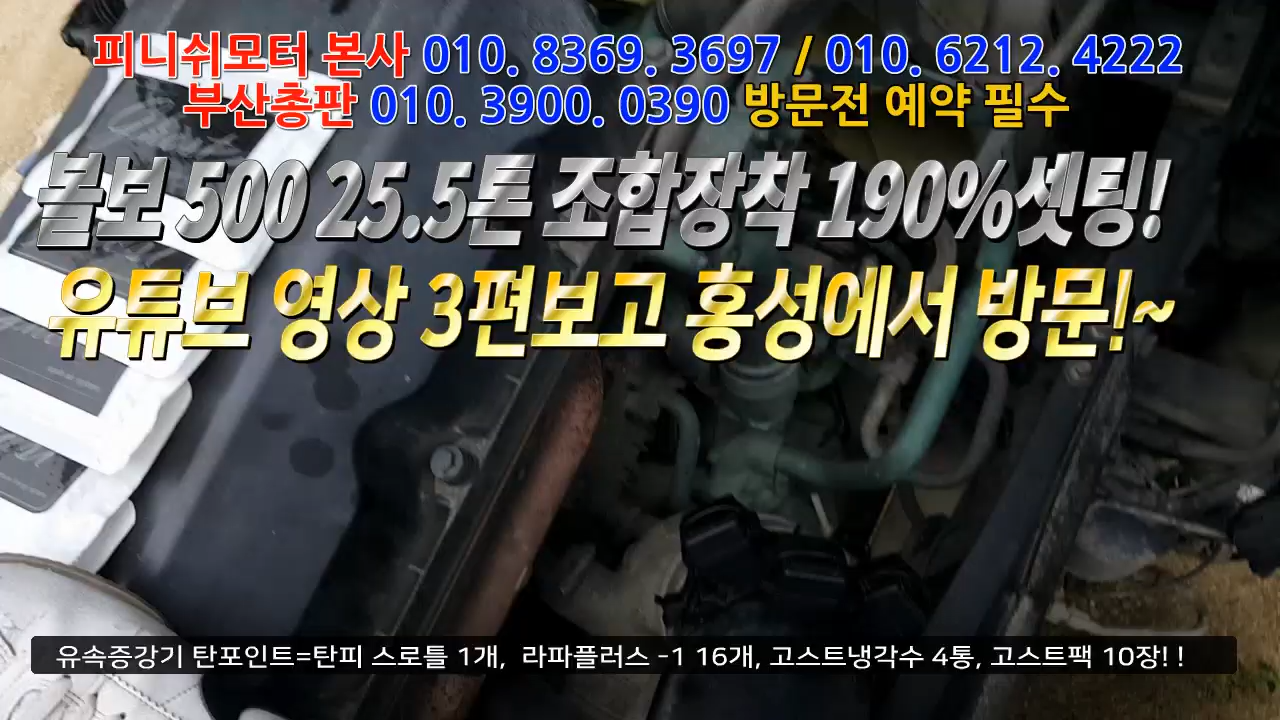 피니쉬모터 본사 010. 8369. 3697 / 010. 6212. 4222
부산총판 010. 3900. 0390 방문전 예약 필수
볼보 500 25.5톤 조합장착 190%셋팅!
유튜브 영상 3편보고 홍성에서 방문!~
유속증강기 탄포인트=탄피 스로틀 1개, 라파플러스 -1 16개, 고스트냉각수 4통, 고스트팩 10장! !